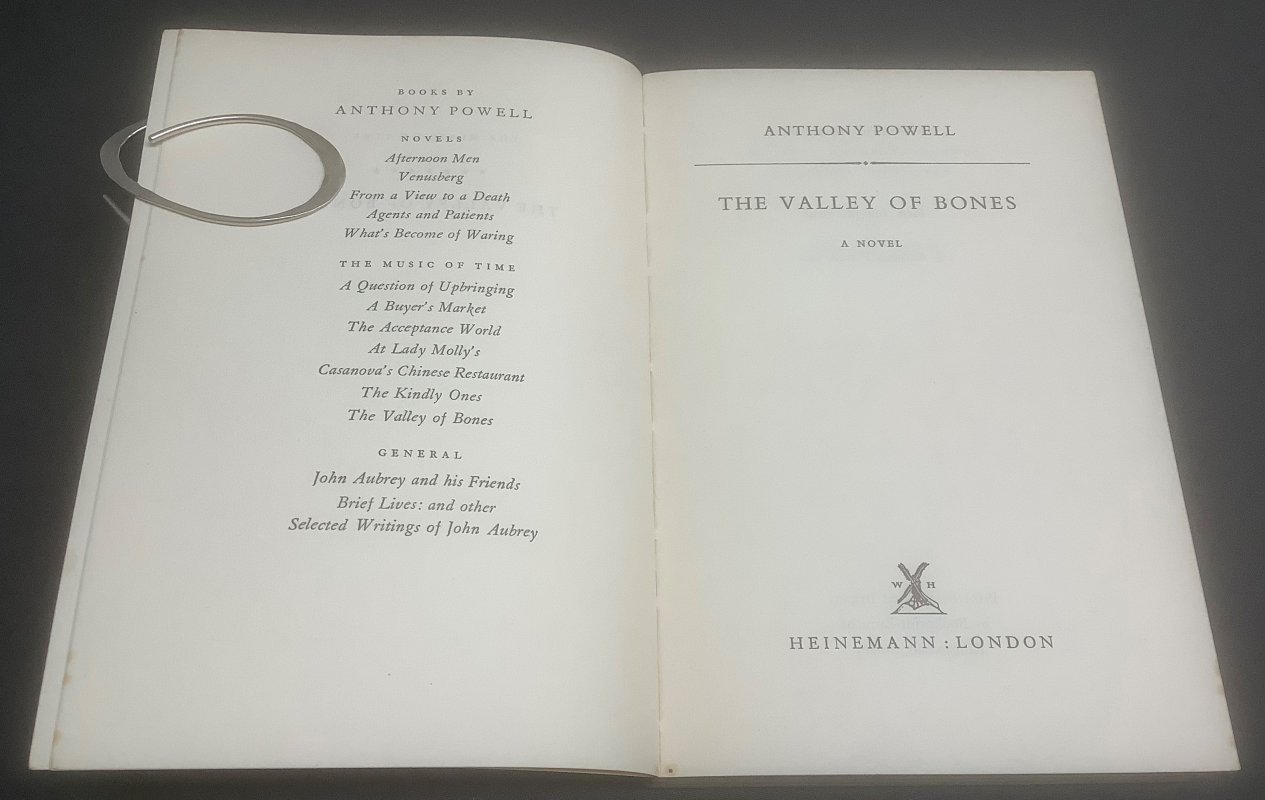 BOOKS BY
ANTHONY POWELL
NOVELS
Afternoon Men
Venusberg
From a View to a Death
Agents and Patients
What's Become of Waring
THE MUSIC OF TIME
A Question of Upbringing
A Buyer's Market
The Acceptance World
At Lady Molly's
Casanova's Chinese Restaurant
The Kindly Ones
The Valley of Bones
GENERAL
John Aubrey and his Friends
Brief Lives: and other
Selected Writings of John Aubrey
ANTHONY POWELL
THE VALLEY OF BONES
A NOVEL
W H
HEINEMANN : LONDON